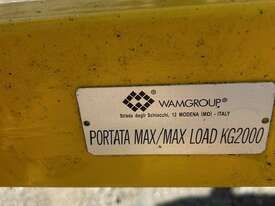 WAMGROUP®
Strada degli Schiocchi, 12 MODENA (MO) - ITALY
PORTATA MAX/MAX LOAD KG2000